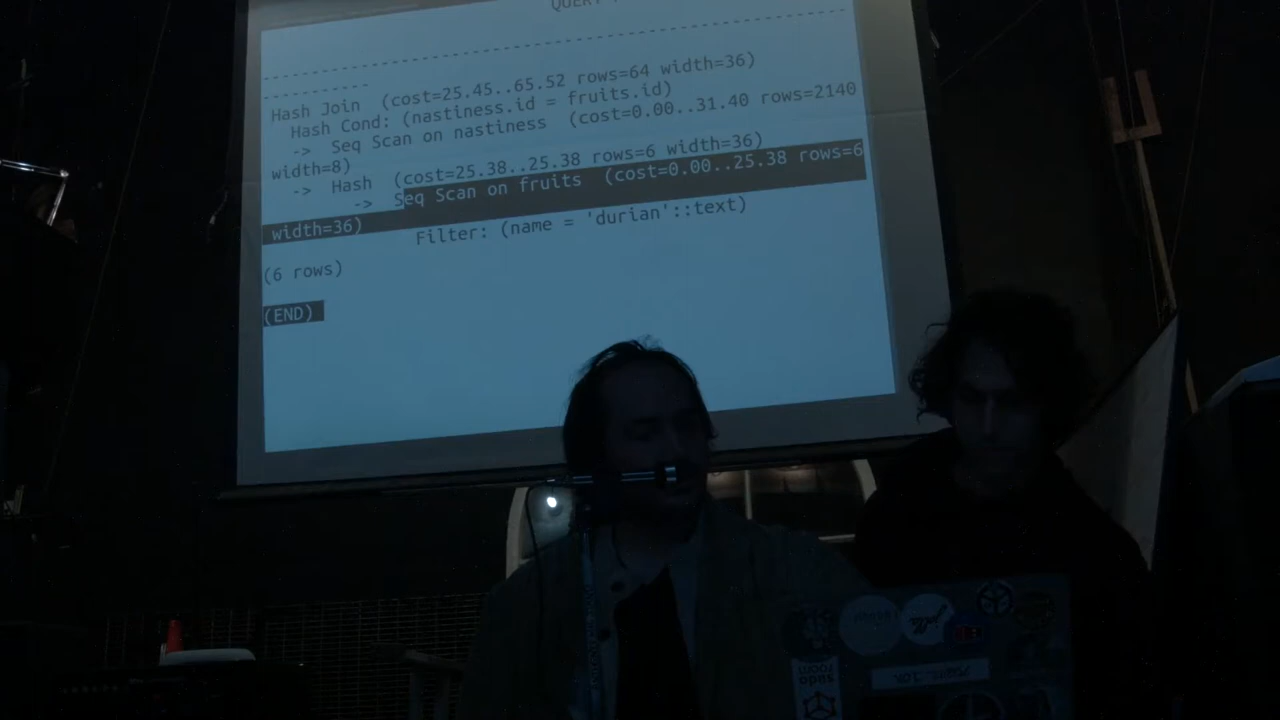 QUERY
--------------------------------------------------------
----------
Hash Join  (cost=25.45..65.52 rows=64 width=36)
Hash Cond: (nastiness.id = fruits.id)
->  Seq Scan on nastiness  (cost=0.00..31.40 rows=2140
width=8)
->  Hash  (cost=25.38..25.38 rows=6 width=36)
->  Seq Scan on fruits  (cost=0.00..25.38 rows=6
width=36)
Filter: (name = 'durian'::text)
(6 rows)
(END)
sudo
room